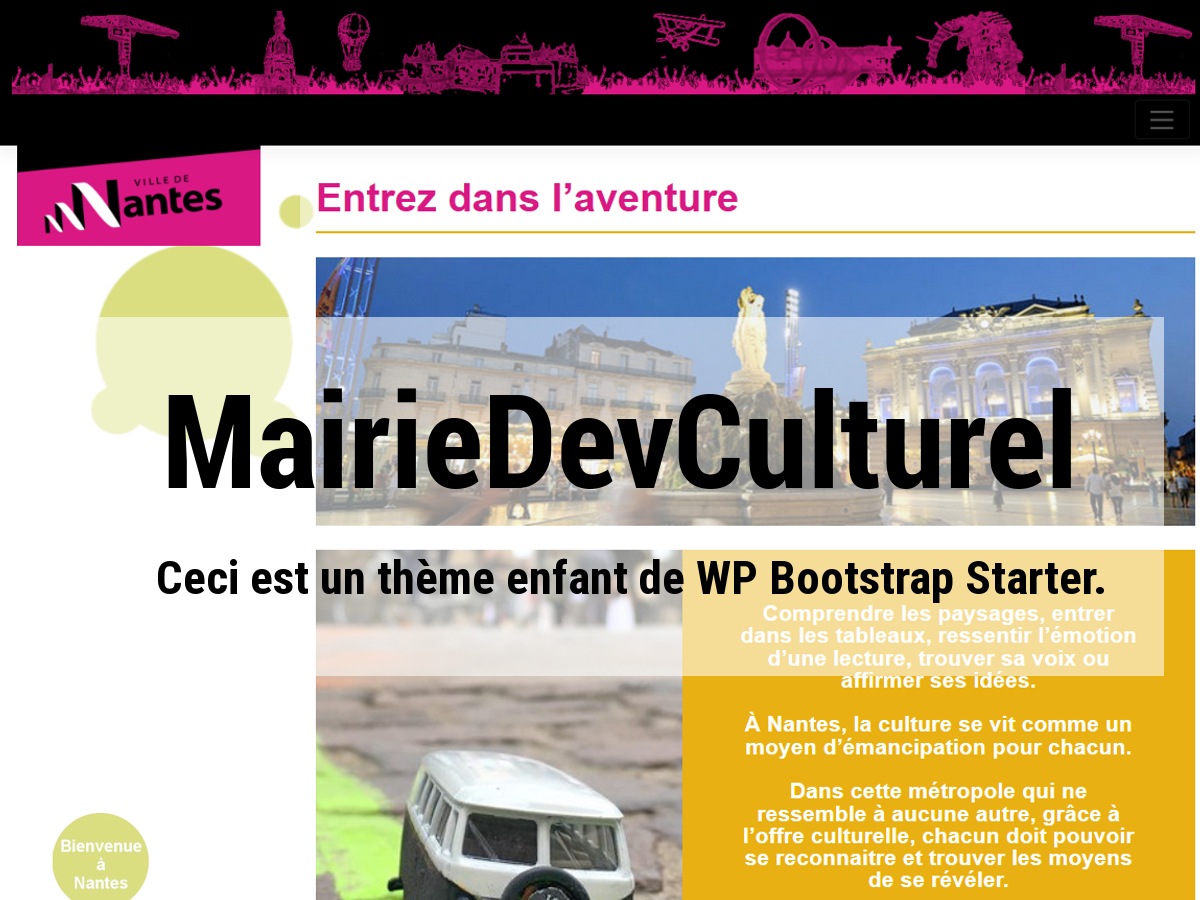 VILLE DE
Nantes
Entrez dans l’aventure
MairieDevCulturel
Ceci est un thème enfant de WP Bootstrap Starter.
Comprendre les paysages, entrer
dans les tableaux, ressentir l’émotion
d’une lecture, trouver sa voix ou
affirmer ses idées.
À Nantes, la culture se vit comme un
moyen d’émancipation pour chacun.
Dans cette métropole qui ne
ressemble à aucune autre, grâce à
l’offre culturelle, chacun doit pouvoir
se reconnaitre et trouver les moyens
de se révéler.
Bienvenue
à
Nantes